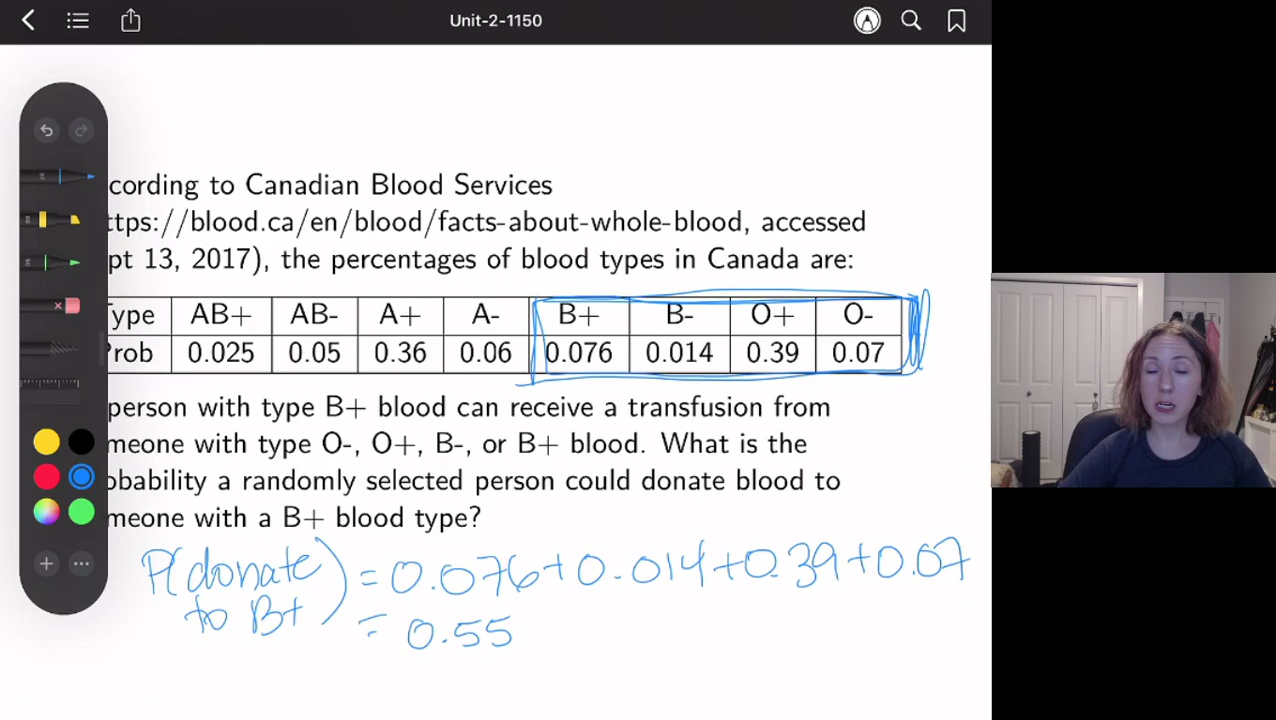 Unit-2-1150
cording to Canadian Blood Services
ttps://blood.ca/en/blood/facts-about-whole-blood, accessed
pt 13, 2017), the percentages of blood types in Canada are:
Type AB+ AB- A+ A- B+ B- O+ O-
Prob 0.025 0.05 0.36 0.06 0.076 0.014 0.39 0.07
person with type B+ blood can receive a transfusion from
meone with type O-, O+, B-, or B+ blood. What is the
obability a randomly selected person could donate blood to
meone with a B+ blood type?
P(donate to B+) = 0.076+0.014+0.39+0.07
= 0.55